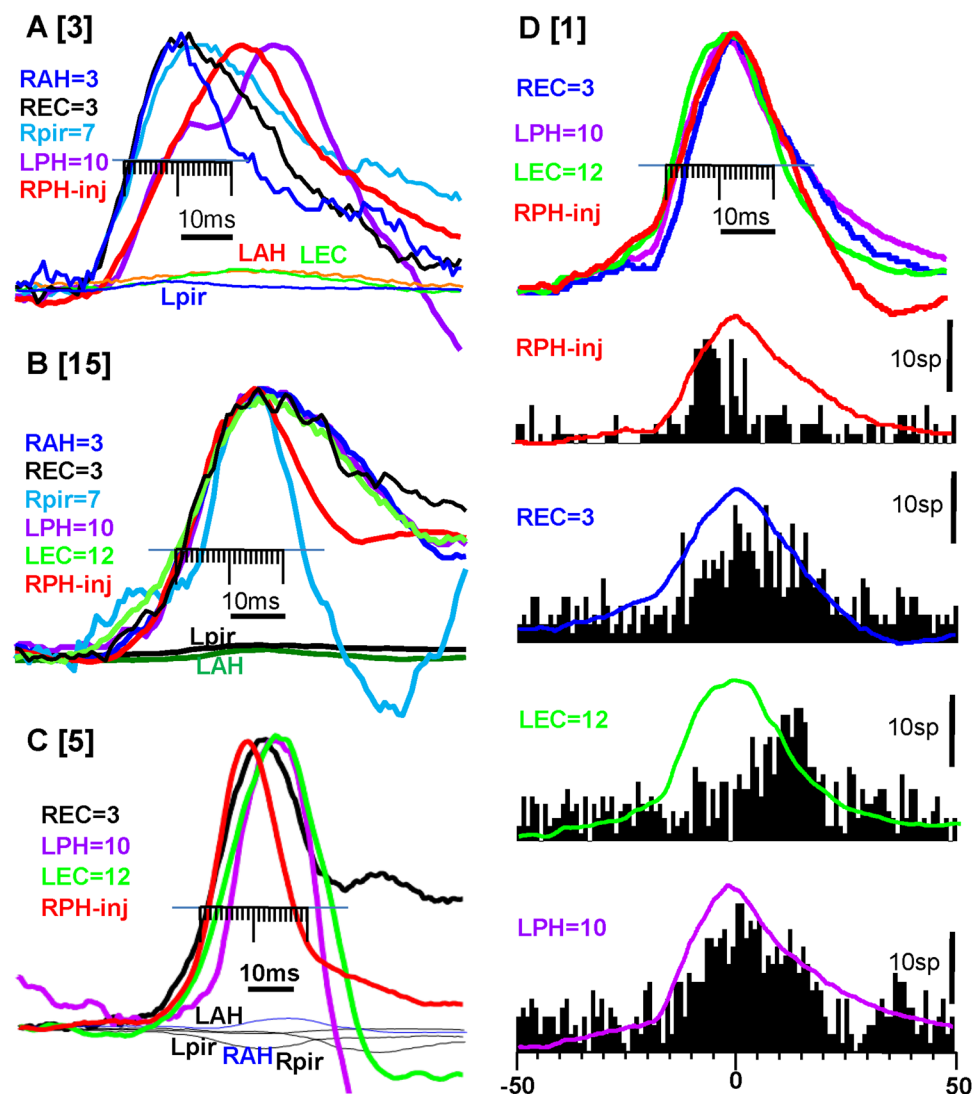 A [3]
RAH=3
REC=3
Rpir=7
LPH=10
RPH-inj
10ms
LAH
LEC
Lpir
B [15]
RAH=3
REC=3
Rpir=7
LPH=10
LEC=12
RPH-inj
10ms
Lpir
LAH
C [5]
REC=3
LPH=10
LEC=12
RPH-inj
10ms
LAH
Lpir
RAH
Rpir
D [1]
REC=3
LPH=10
LEC=12
RPH-inj
10ms
RPH-inj
10sp
REC=3
10sp
LEC=12
10sp
LPH=10
10sp
-50 0 50